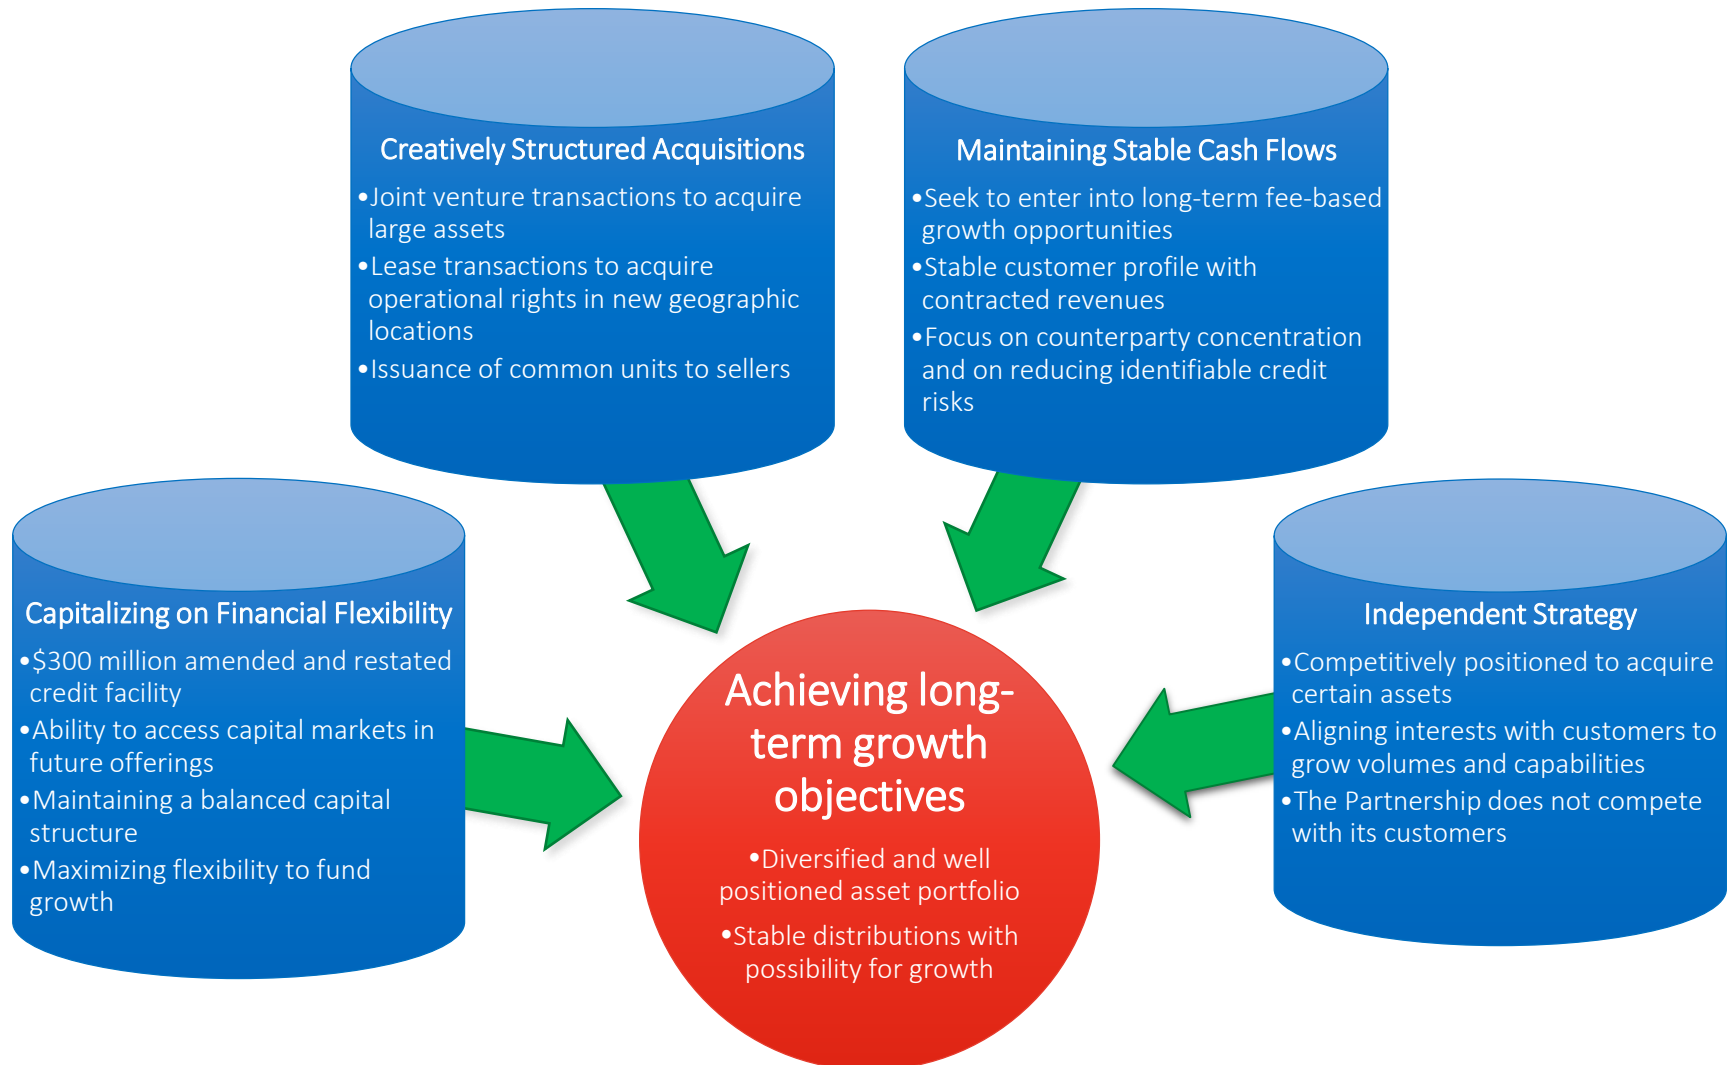 Creatively Structured Acquisitions
•Joint venture transactions to acquire
large assets
•Lease transactions to acquire
operational rights in new geographic
locations
•Issuance of common units to sellers
Maintaining Stable Cash Flows
•Seek to enter into long-term fee-based
growth opportunities
•Stable customer profile with
contracted revenues
•Focus on counterparty concentration
and on reducing identifiable credit
risks
Capitalizing on Financial Flexibility
•$300 million amended and restated
credit facility
•Ability to access capital markets in
future offerings
•Maintaining a balanced capital
structure
•Maximizing flexibility to fund
growth
Achieving long-
term growth
objectives
•Diversified and well
positioned asset portfolio
•Stable distributions with
possibility for growth
Independent Strategy
•Competitively positioned to acquire
certain assets
•Aligning interests with customers to
grow volumes and capabilities
•The Partnership does not compete
with its customers